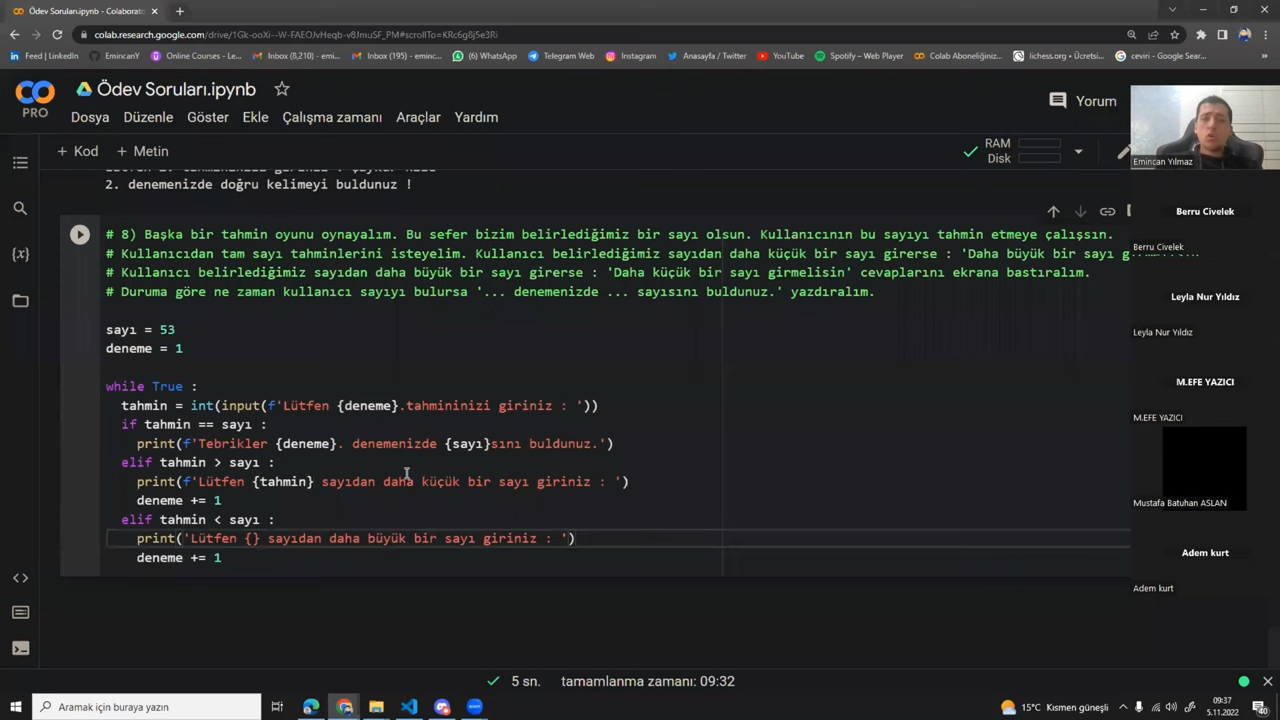 Ödev Soruları.ipynb - Colaborat
colab.research.google.com/drive/1Gk-ooXi--W-FAEOJvHeqb-v8JmuSF_PM#scrollTo=KRc6g8j5e3Ri
Feed | LinkedIn
EmincanY
Online Courses - Le...
Inbox (8,210) - emi...
Inbox (195) - eminc...
(6) WhatsApp
Telegram Web
Instagram
Anasayfa / Twitter
YouTube
Spotify – Web Player
Colab Aboneliğiniz...
lichess.org • Ücretsi...
çeviri - Google Sear...
PRO
Ödev Soruları.ipynb
Dosya Düzenle Göster Ekle Çalışma zamanı Araçlar Yardım
Yorum
+ Kod + Metin
RAM
Disk
2. denemenizde doğru kelimeyi buldunuz !
# 8) Başka bir tahmin oyunu oynayalım. Bu sefer bizim belirlediğimiz bir sayı olsun. Kullanıcının bu sayıyı tahmin etmeye çalışsın.
# Kullanıcıdan tam sayı tahminlerini isteyelim. Kullanıcı belirlediğimiz sayıdan daha küçük bir sayı girerse : 'Daha büyük bir sayı
# Kullanıcı belirlediğimiz sayıdan daha büyük bir sayı girerse : 'Daha küçük bir sayı girmelisin' cevaplarını ekrana bastıralım.
# Duruma göre ne zaman kullanıcı sayıyı bulursa '... denemenizde ... sayısını buldunuz.' yazdıralım.
sayı = 53
deneme = 1
while True :
tahmin = int(input(f'Lütfen {deneme}.tahmininizi giriniz : '))
if tahmin == sayı :
print(f'Tebrikler {deneme}. denemenizde {sayı}sını buldunuz.')
elif tahmin > sayı :
print(f'Lütfen {tahmin} sayıdan daha küçük bir sayı giriniz : ')
deneme += 1
elif tahmin < sayı :
print('Lütfen {} sayıdan daha büyük bir sayı giriniz : ')
deneme += 1
Emincan Yılmaz
Berru Civelek
Berru Civelek
Leyla Nur Yıldız
Leyla Nur Yıldız
M.EFE YAZICI
M.EFE YAZICI
Mustafa Batuhan ASLAN
Adem kurt
Adem kurt
5 sn. tamamlanma zamanı: 09:32
Aramak için buraya yazın
15°C Kısmen güneşli
09:37
5.11.2022
40